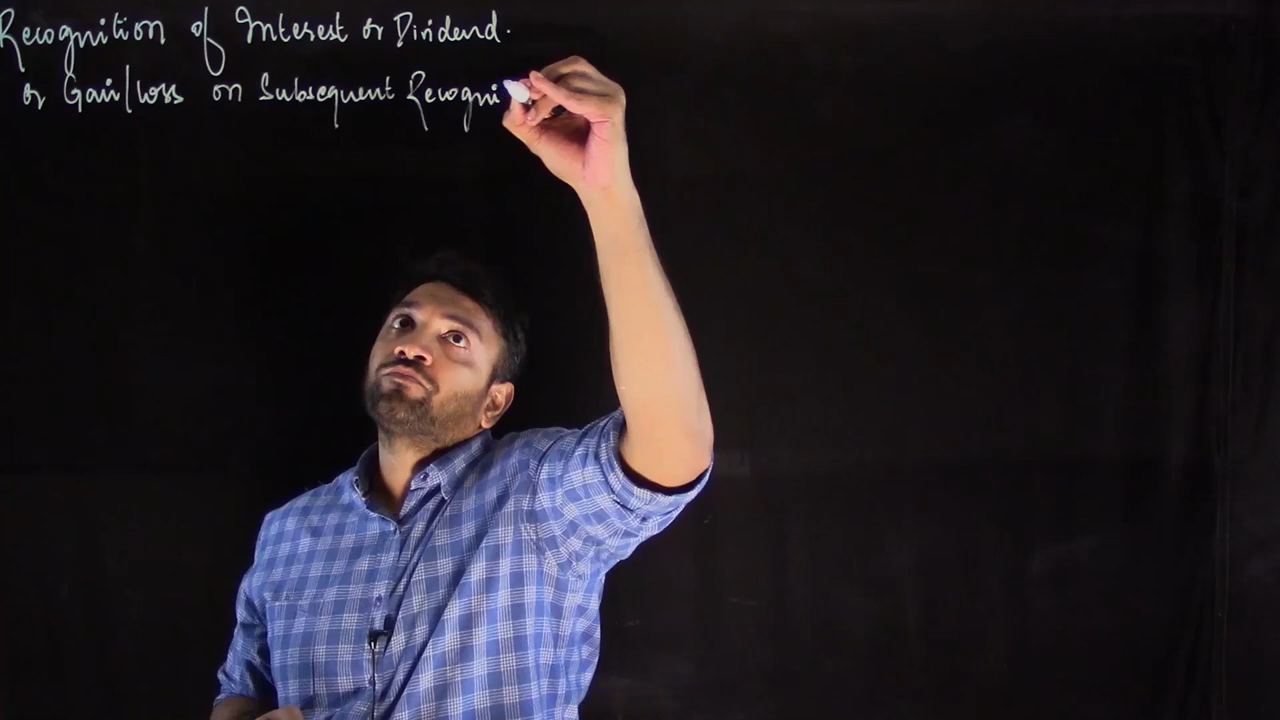 Recognition of Interest or Dividend.
or Gain/Loss on Subsequent Recogni